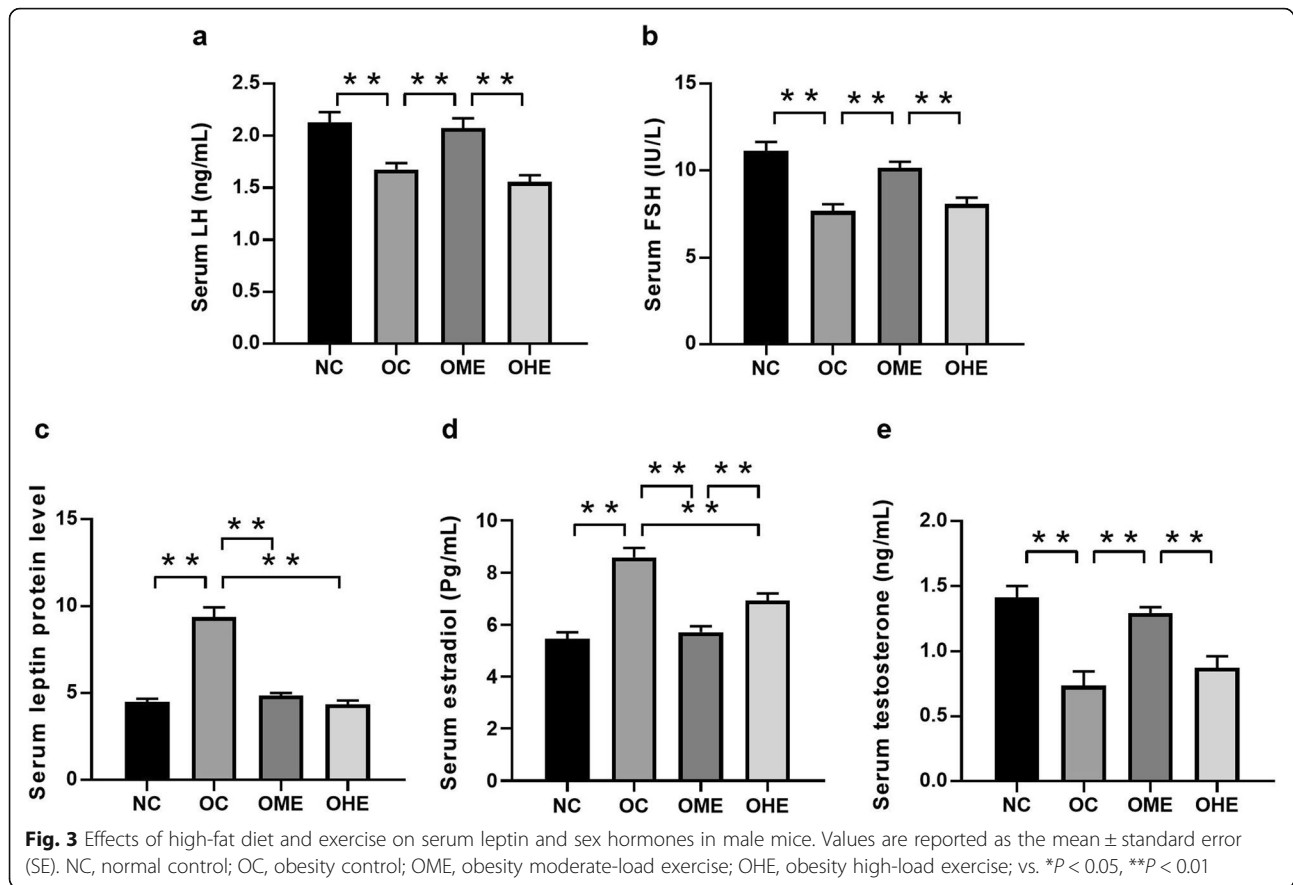 a
* * * * * *
2.5
2.0
1.5
1.0
0.5
0.0
Serum LH (ng/mL)
NC OC OME OHE
b
* * * * * *
15
10
5
0
Serum FSH (IU/L)
NC OC OME OHE
c
* *
* * * *
15
10
5
0
Serum leptin protein level
NC OC OME OHE
d
* * * *
* * * *
10
8
6
4
2
0
Serum estradiol (Pg/mL)
NC OC OME OHE
e
* * * * * *
2.0
1.5
1.0
0.5
0.0
Serum testosterone (ng/mL)
NC OC OME OHE
Fig. 3 Effects of high-fat diet and exercise on serum leptin and sex hormones in male mice. Values are reported as the mean ± standard error
(SE). NC, normal control; OC, obesity control; OME, obesity moderate-load exercise; OHE, obesity high-load exercise; vs. *P < 0.05, **P < 0.01